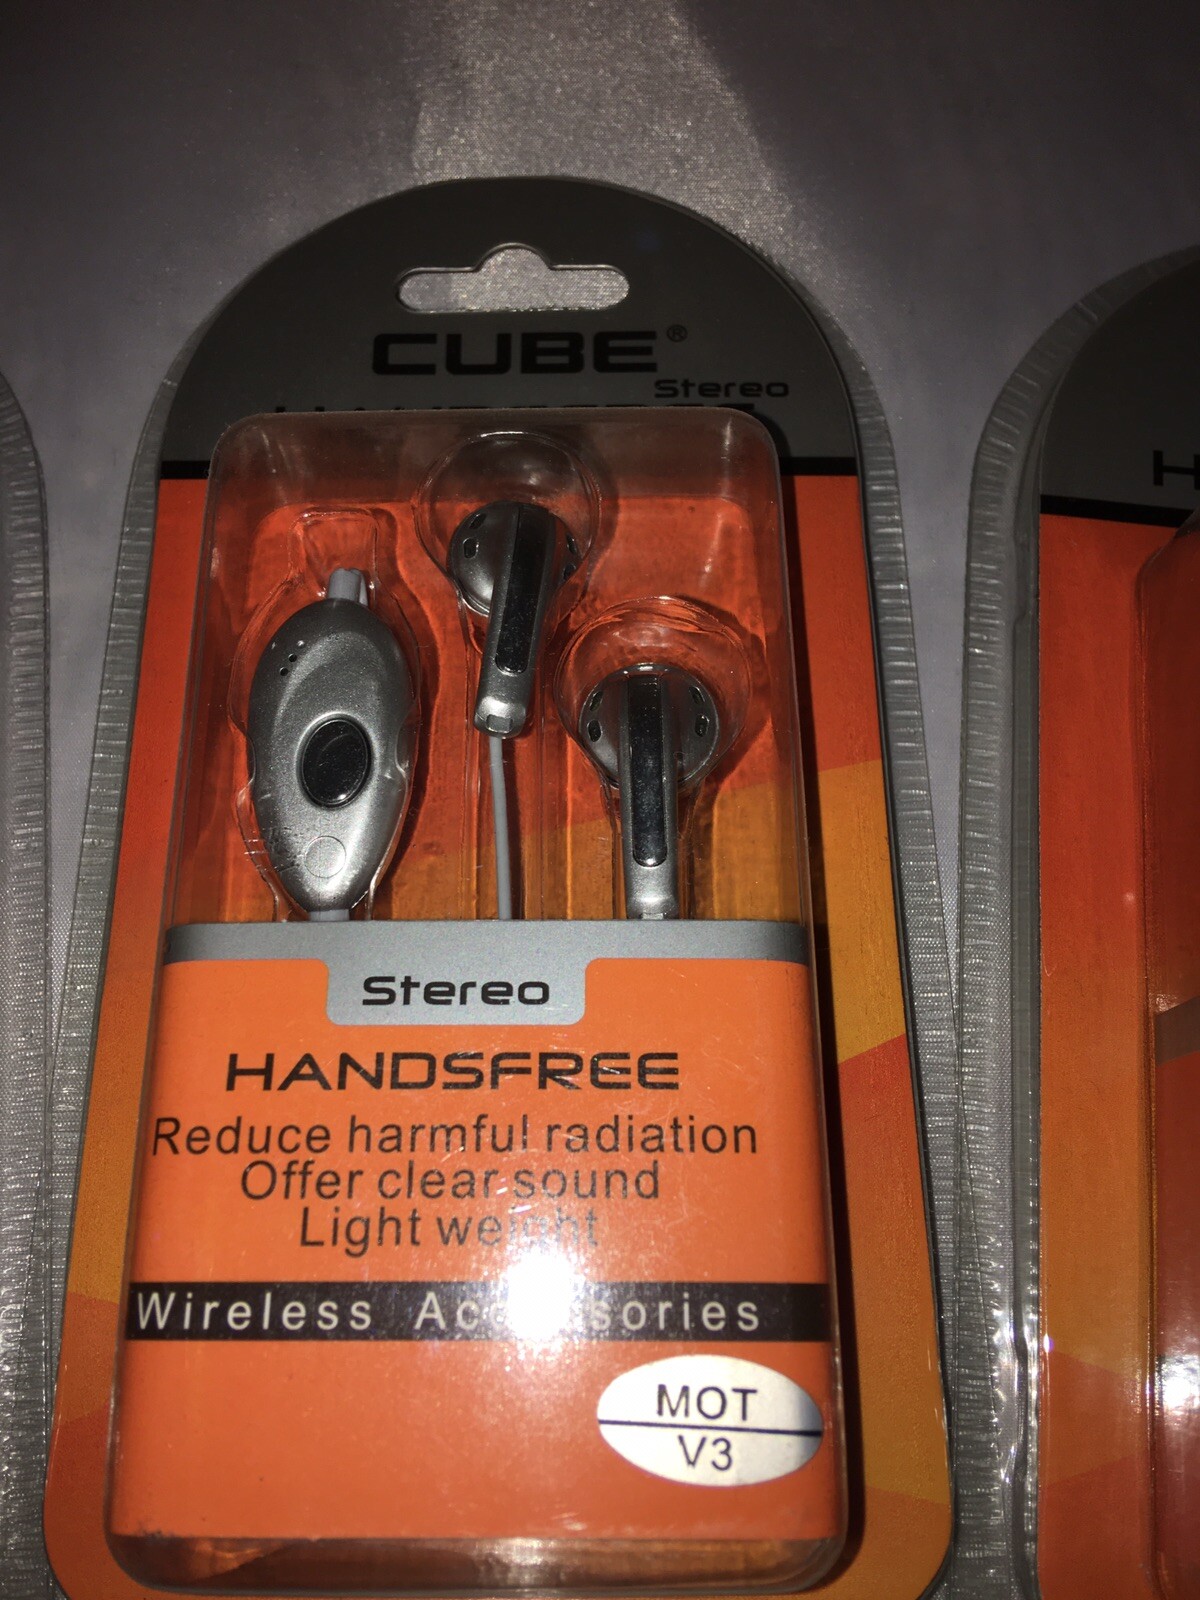 CUBE®
Stereo
Stereo
HANDSFREE
Reduce harmful radiation
Offer clear sound
Light weight
Wireless Accessories
MOT
V3
H